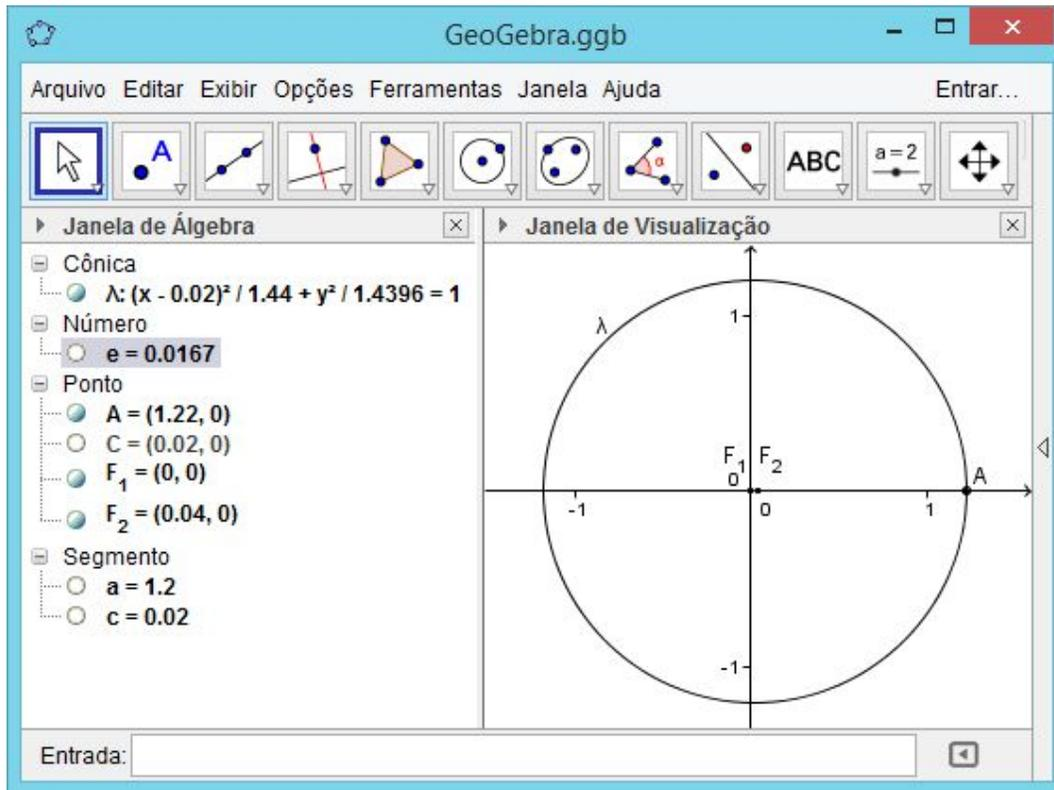 GeoGebra.ggb
Arquivo Editar Exibir Opções Ferramentas Janela Ajuda Entrar...
A α ABC a = 2
Janela de Álgebra
Cônica
λ: (x - 0.02)² / 1.44 + y² / 1.4396 = 1
Número
e = 0.0167
Ponto
A = (1.22, 0)
C = (0.02, 0)
F₁ = (0, 0)
F₂ = (0.04, 0)
Segmento
a = 1.2
c = 0.02
Janela de Visualização
1
λ
F₁ F₂
0 A
-1 0 1
-1
Entrada: